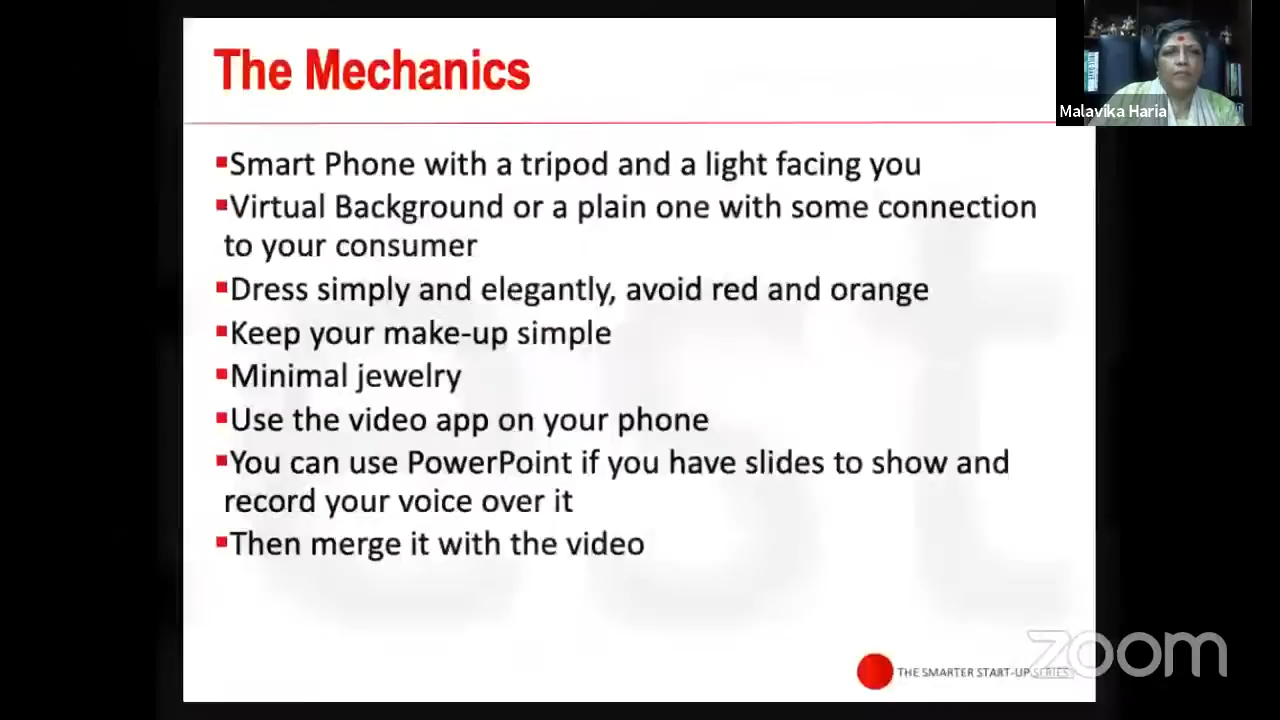 The Mechanics
Malavika Haria
▪Smart Phone with a tripod and a light facing you
▪Virtual Background or a plain one with some connection
to your consumer
▪Dress simply and elegantly, avoid red and orange
▪Keep your make-up simple
▪Minimal jewelry
▪Use the video app on your phone
▪You can use PowerPoint if you have slides to show and
record your voice over it
▪Then merge it with the video
THE SMARTER START-UP SERIES
zoom